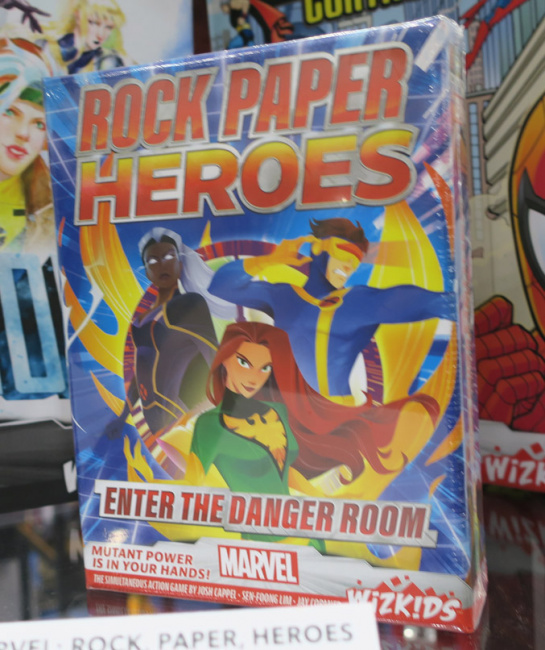 ROCK PAPER
HEROES
ENTER THE DANGER ROOM
MUTANT POWER
IS IN YOUR HANDS!
MARVEL
THE SIMULTANEOUS ACTION GAME BY JOSH CAPPEL · SEN-FOONG LIM · JAY
WIZKIDS
WIZK
ROCK, PAPER, HEROES